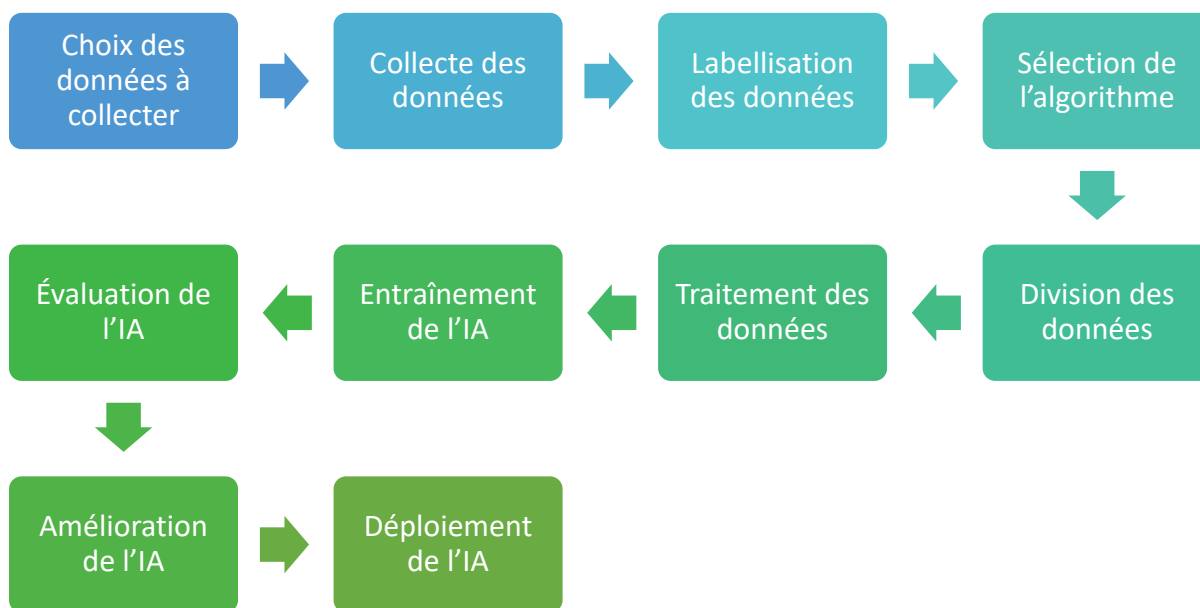 Choix des
données à
collecter
Collecte des
données
Labellisation
des données
Sélection de
l’algorithme
Division des
données
Traitement des
données
Entraînement
de l’IA
Évaluation de
l’IA
Amélioration
de l’IA
Déploiement
de l’IA